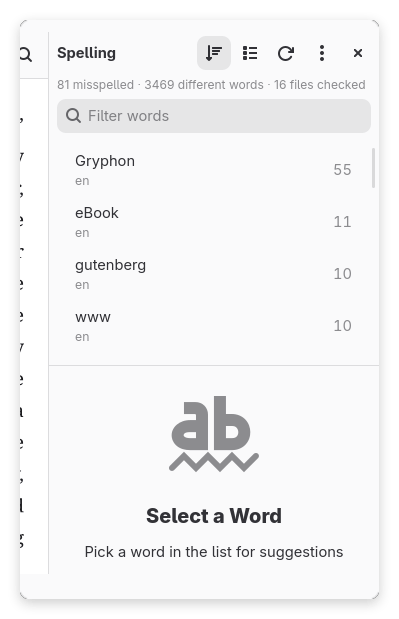 Spelling
81 misspelled · 3469 different words · 16 files checked
Filter words
Gryphon
55
en
eBook
11
en
gutenberg
10
en
www
10
en
ab
Select a Word
Pick a word in the list for suggestions